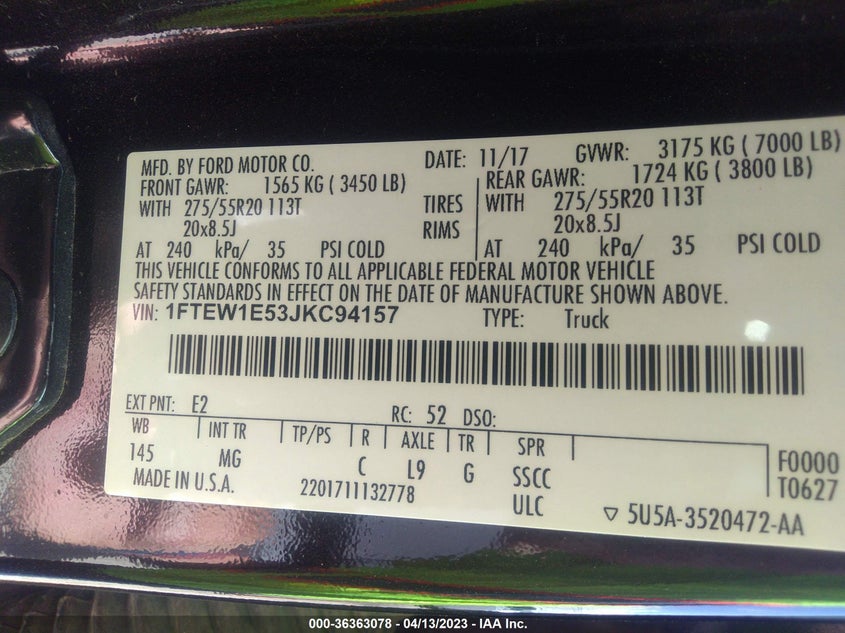 MFD. BY FORD MOTOR CO. DATE: 11/17 GVWR: 3175 KG ( 7000 LB)
FRONT GAWR: 1565 KG ( 3450 LB) REAR GAWR: 1724 KG ( 3800 LB)
WITH 275/55R20 113T TIRES WITH 275/55R20 113T
20x8.5J RIMS 20x8.5J
AT 240 kPa/ 35 PSI COLD AT 240 kPa/ 35 PSI COLD
THIS VEHICLE CONFORMS TO ALL APPLICABLE FEDERAL MOTOR VEHICLE
SAFETY STANDARDS IN EFFECT ON THE DATE OF MANUFACTURE SHOWN ABOVE.
VIN: 1FTEW1E53JKC94157 TYPE: Truck
EXT PNT: E2 RC: 52 DSO:
WB INT TR TP/PS R AXLE TR SPR
145 MG C L9 G SSCC F0000
MADE IN U.S.A. 2201711132778 ULC T0627
5U5A-3520472-AA
000-36363078 - 04/13/2023 - IAA Inc.